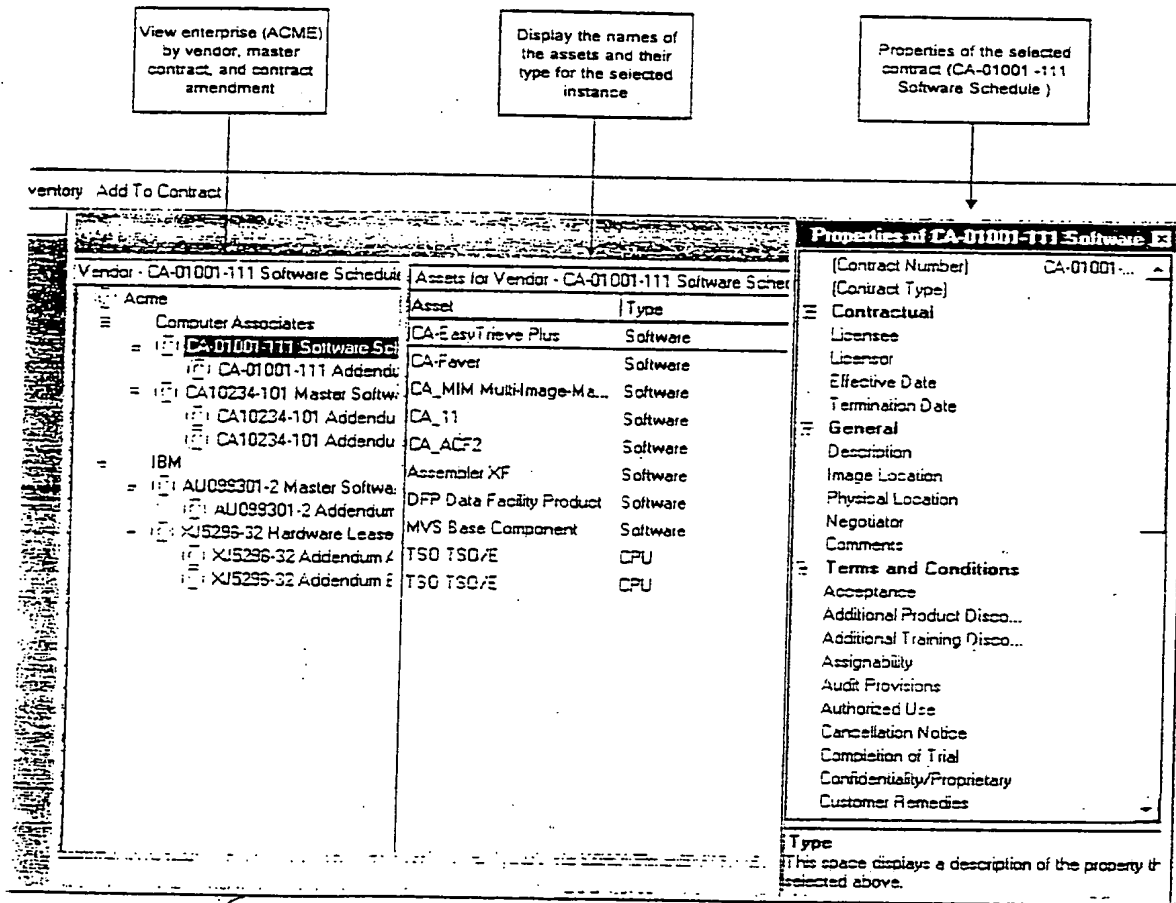 View enterprise (ACME)
by vendor, master
contract, and contract
amendment
Display the names of
the assets and their
type for the selected
instance
Properties of the selected
contract (CA-01001 -111
Software Schedule )
ventory Add To Contract
Vendor - CA-01001-111 Software Schedule
Acme
Computer Associates
CA-01001-111 Software Sch
CA-01001-111 Addendu
CA10234-101 Master Softwa
CA10234-101 Addendu
CA10234-101 Addendu
IBM
AU099301-2 Master Softwa
AU099301-2 Addendum
XJ5296-32 Hardware Lease
XJ5296-32 Addendum A
XJ5296-32 Addendum B
Assets for Vendor - CA-01001-111 Software Sched
Asset Type
CA-EasyTrieve Plus Software
CA-Faver Software
CA_MIM Multi-Image-Ma... Software
CA_11 Software
CA_ACF2 Software
Assembler XF Software
DFP Data Facility Product Software
MVS Base Component Software
TSO TSO/E CPU
TSO TSO/E CPU
Properties of CA-01001-111 Software
(Contract Number) CA-01001-...
(Contract Type)
Contractual
Licensee
Licensor
Effective Date
Termination Date
General
Description
Image Location
Physical Location
Negotiator
Comments
Terms and Conditions
Acceptance
Additional Product Disco...
Additional Training Disco...
Assignability
Audit Provisions
Authorized Use
Cancellation Notice
Completion of Trial
Confidentiality/Proprietary
Customer Remedies
Type
This space displays a description of the property th
selected above.